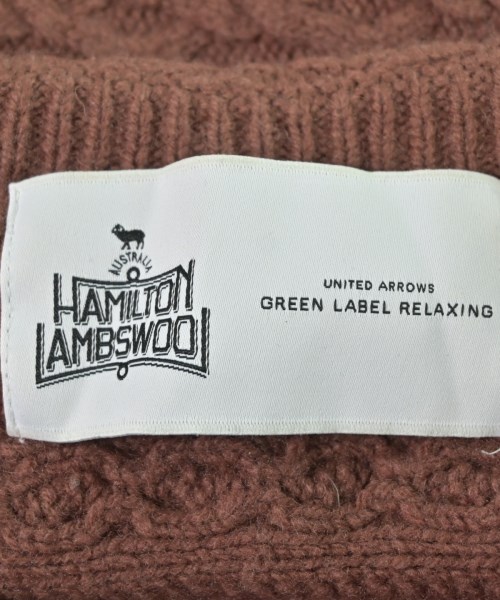 AUSTRALIA
HAMILTON
LAMBSWOOL
UNITED ARROWS
GREEN LABEL RELAXING